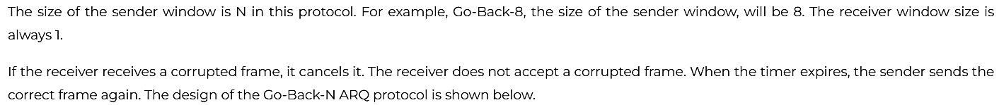 The size of the sender window is N in this protocol. For example, Go-Back-8, the size of the sender window, will be 8. The receiver window size is
always 1.
If the receiver receives a corrupted frame, it cancels it. The receiver does not accept a corrupted frame. When the timer expires, the sender sends the
correct frame again. The design of the Go-Back-N ARQ protocol is shown below.